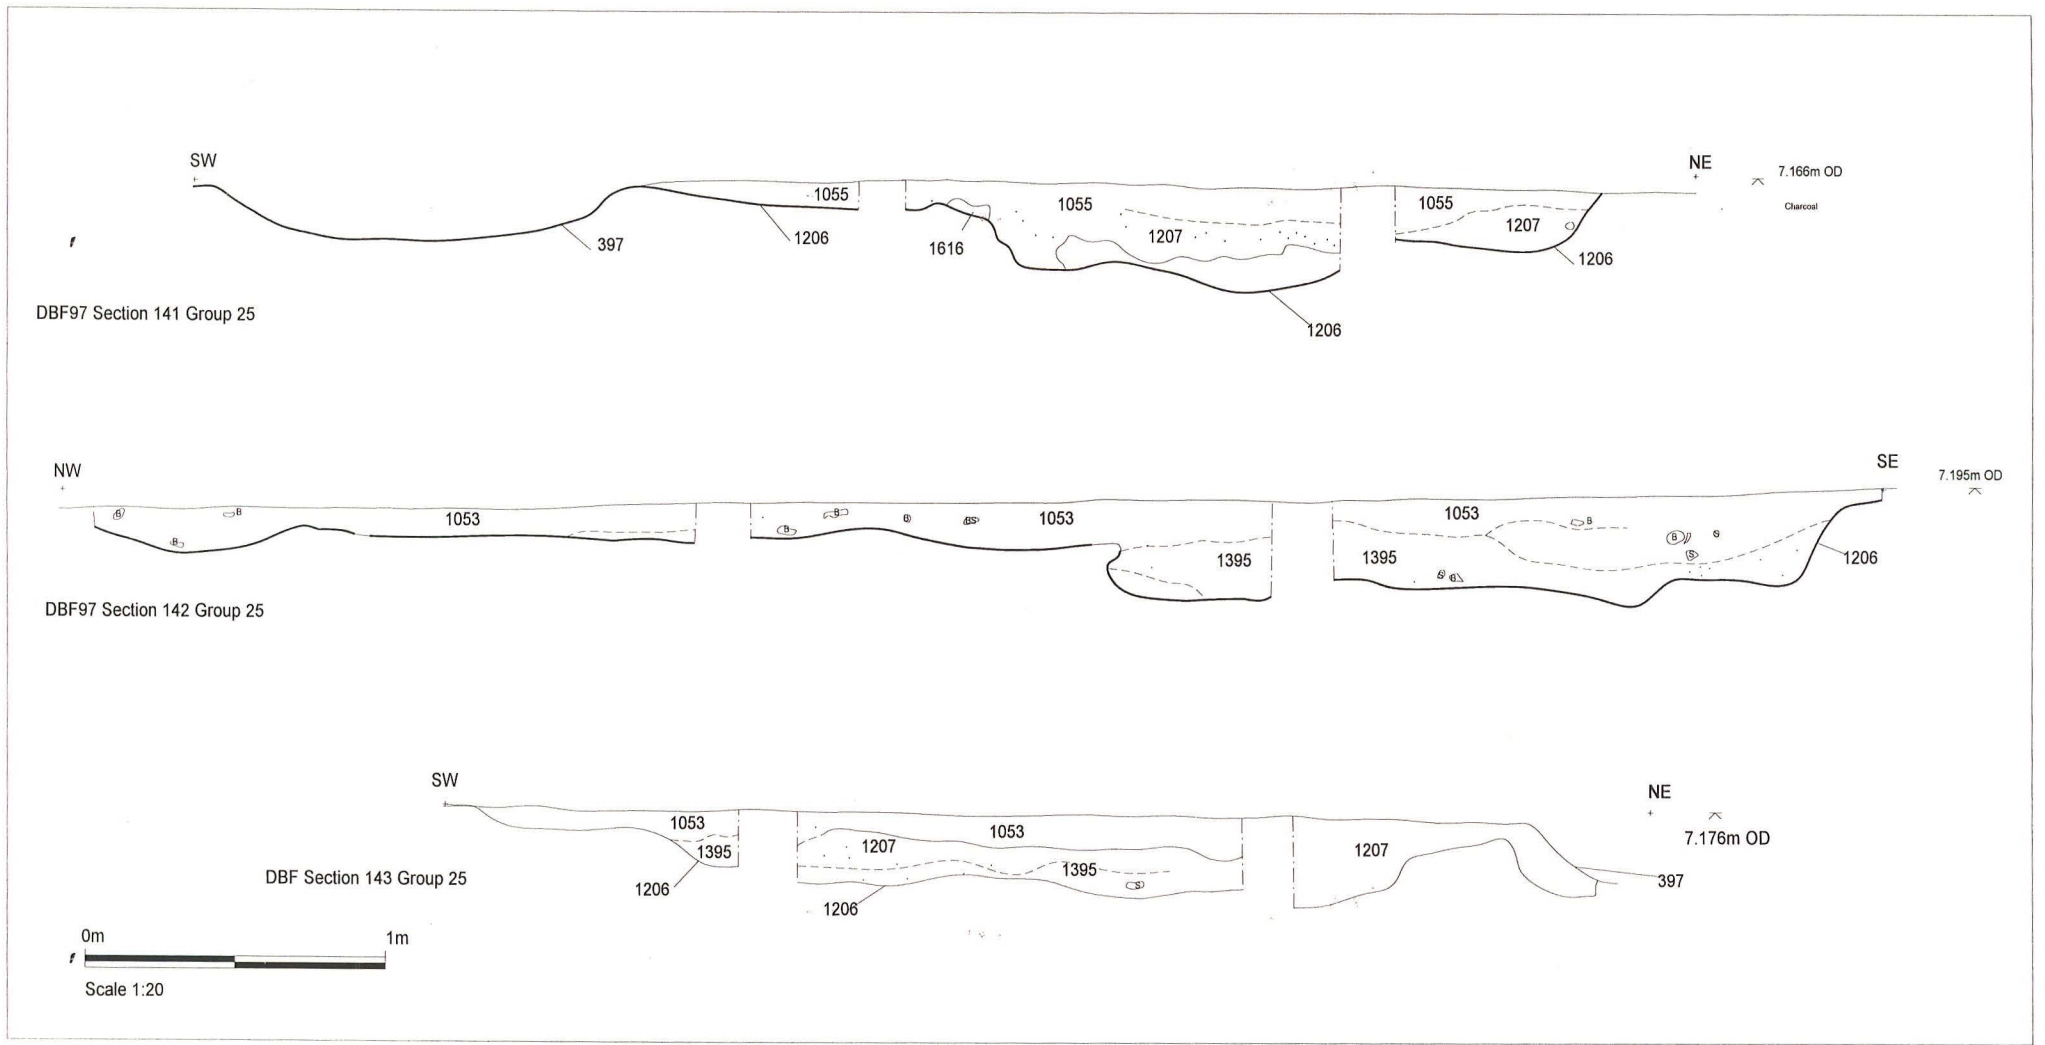 SW
NE
7.166m OD
Charcoal
1055
1055
1055
1207
1207
397
1206
1616
1206
1206
DBF97 Section 141 Group 25
NW
SE
7.195m OD
B
B
B
1053
B
B
B
BS
1053
1395
1053
B
B
S
S
1395
S
B
1206
DBF97 Section 142 Group 25
SW
NE
7.176m OD
1053
1053
1207
1207
1395
1395
S
1206
1206
397
DBF Section 143 Group 25
0m 1m
Scale 1:20